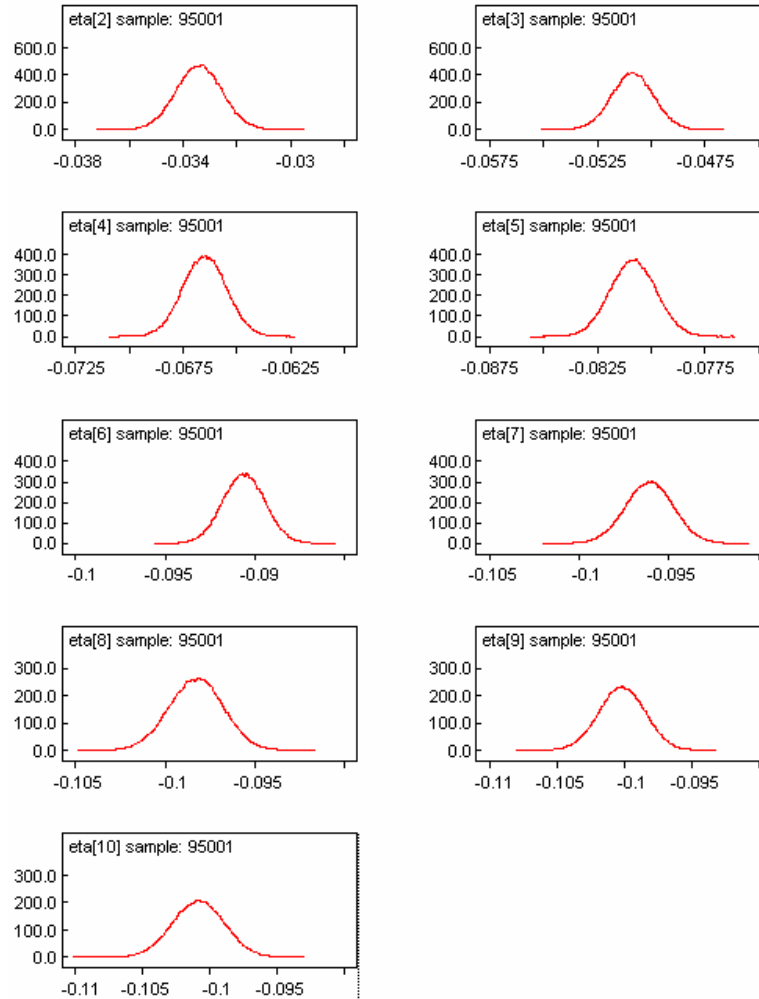 eta[2] sample: 95001
600.0
400.0
200.0
0.0
-0.038 -0.034 -0.03
eta[3] sample: 95001
600.0
400.0
200.0
0.0
-0.0575 -0.0525 -0.0475
eta[4] sample: 95001
400.0
300.0
200.0
100.0
0.0
-0.0725 -0.0675 -0.0625
eta[5] sample: 95001
400.0
300.0
200.0
100.0
0.0
-0.0875 -0.0825 -0.0775
eta[6] sample: 95001
400.0
300.0
200.0
100.0
0.0
-0.1 -0.095 -0.09
eta[7] sample: 95001
400.0
300.0
200.0
100.0
0.0
-0.105 -0.1 -0.095
eta[8] sample: 95001
300.0
200.0
100.0
0.0
-0.105 -0.1 -0.095
eta[9] sample: 95001
300.0
200.0
100.0
0.0
-0.11 -0.105 -0.1 -0.095
eta[10] sample: 95001
300.0
200.0
100.0
0.0
-0.11 -0.105 -0.1 -0.095